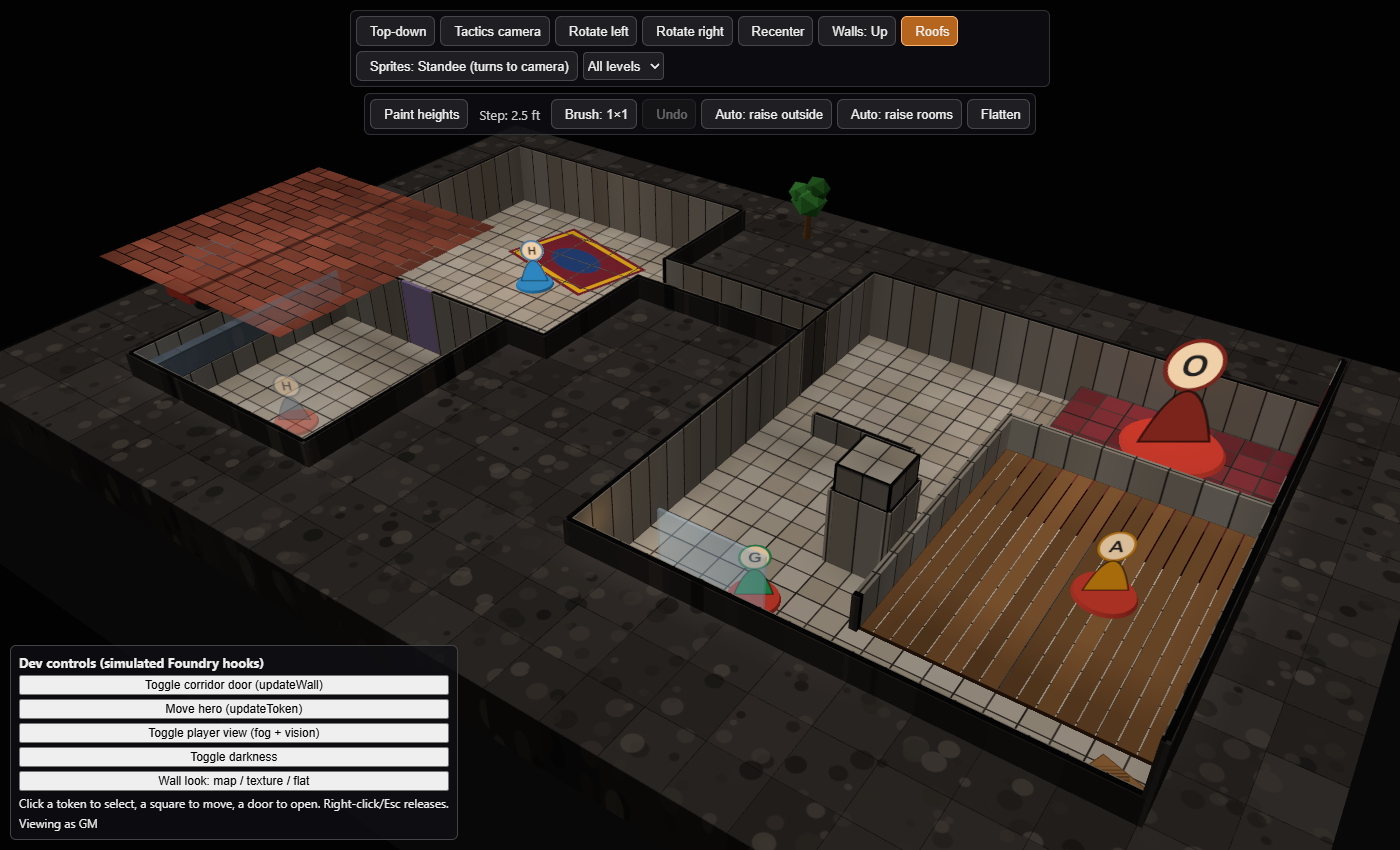 Top-down Tactics camera Rotate left Rotate right Recenter Walls: Up Roofs
Sprites: Standee (turns to camera) All levels
Paint heights Step: 2.5 ft Brush: 1×1 Undo Auto: raise outside Auto: raise rooms Flatten
H
O
H
A
G
Dev controls (simulated Foundry hooks)
Toggle corridor door (updateWall)
Move hero (updateToken)
Toggle player view (fog + vision)
Toggle darkness
Wall look: map / texture / flat
Click a token to select, a square to move, a door to open. Right-click/Esc releases.
Viewing as GM